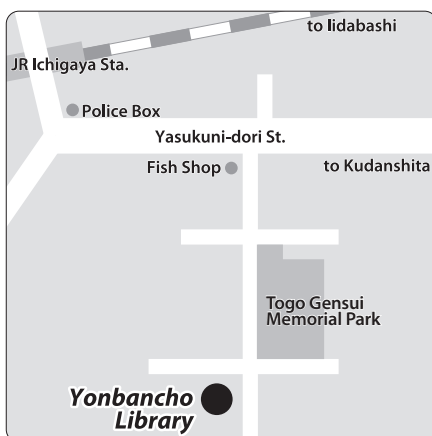 to Iidabashi
JR Ichigaya Sta.
Police Box
Yasukuni-dori St.
Fish Shop
to Kudanshita
Togo Gensui
Memorial Park
Yonbancho
Library